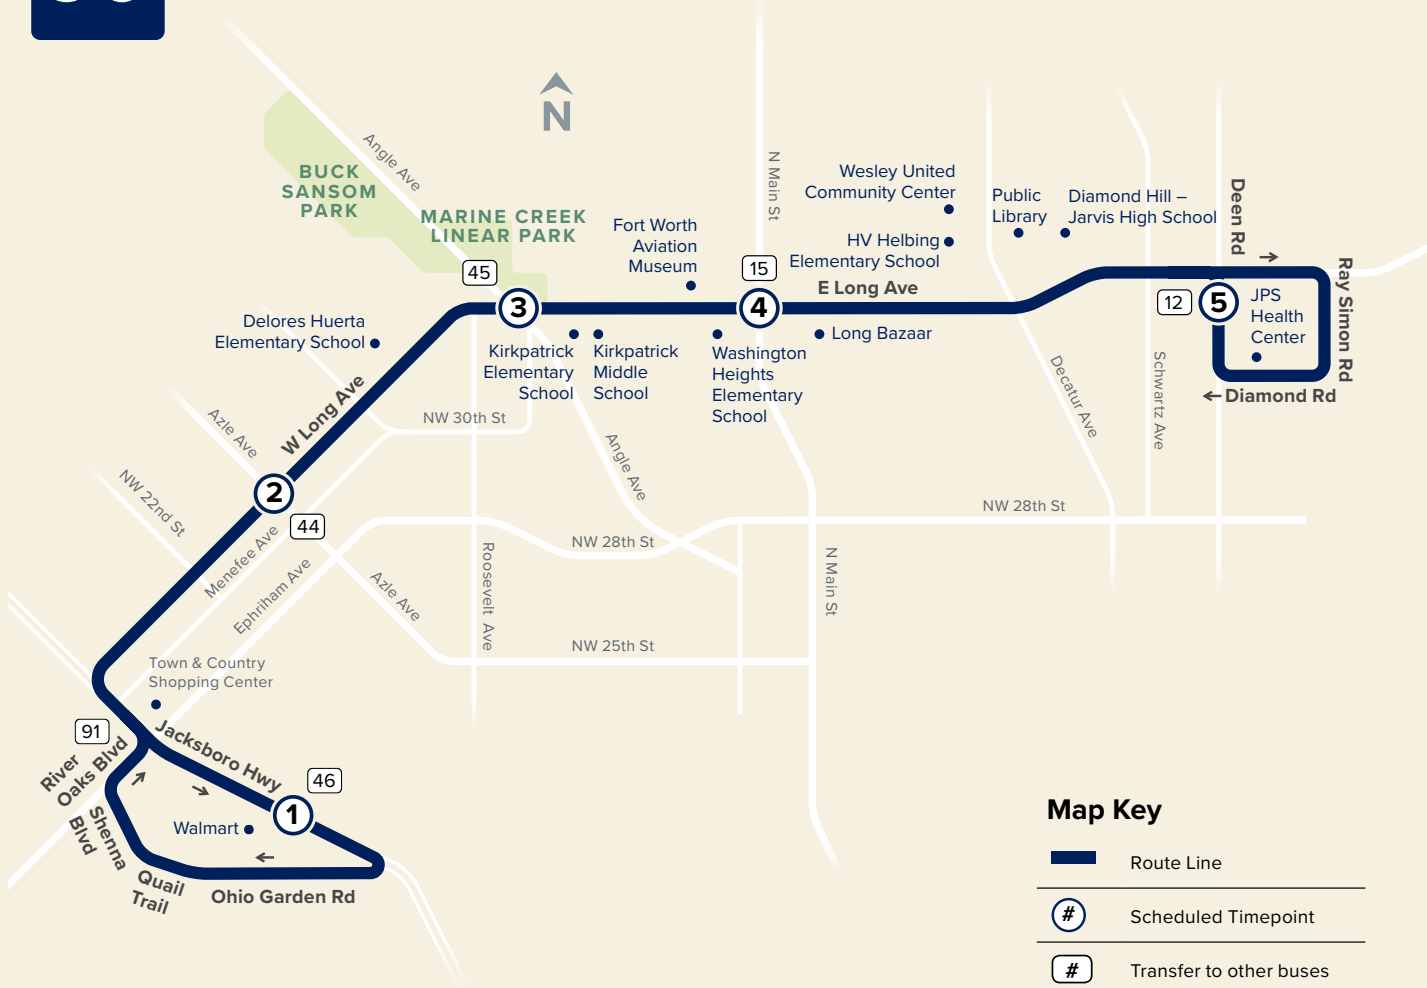 N
Angle Ave
BUCK
SANSOM
PARK
MARINE CREEK
LINEAR PARK
N Main St
Wesley United
Community Center
Public
Library
Diamond Hill –
Jarvis High School
Deen Rd
Fort Worth
Aviation
Museum
HV Helbing
Elementary School
45
15
E Long Ave
3
4
12
5
JPS
Health
Center
Ray Simon Rd
Delores Huerta
Elementary School
Kirkpatrick
Elementary
School
Kirkpatrick
Middle
School
Washington
Heights
Elementary
School
Long Bazaar
Decatur Ave
Schwartz Ave
Diamond Rd
W Long Ave
NW 30th St
Azle Ave
Angle Ave
2
44
NW 22nd St
Menefee Ave
Ephriham Ave
NW 28th St
NW 28th St
Azle Ave
Roosevelt Ave
N Main St
NW 25th St
Town & Country
Shopping Center
91
River
Oaks Blvd
Jacksboro Hwy
46
1
Walmart
Shenna
Blvd
Quail
Trail
Ohio Garden Rd
Map Key
Route Line
# Scheduled Timepoint
# Transfer to other buses